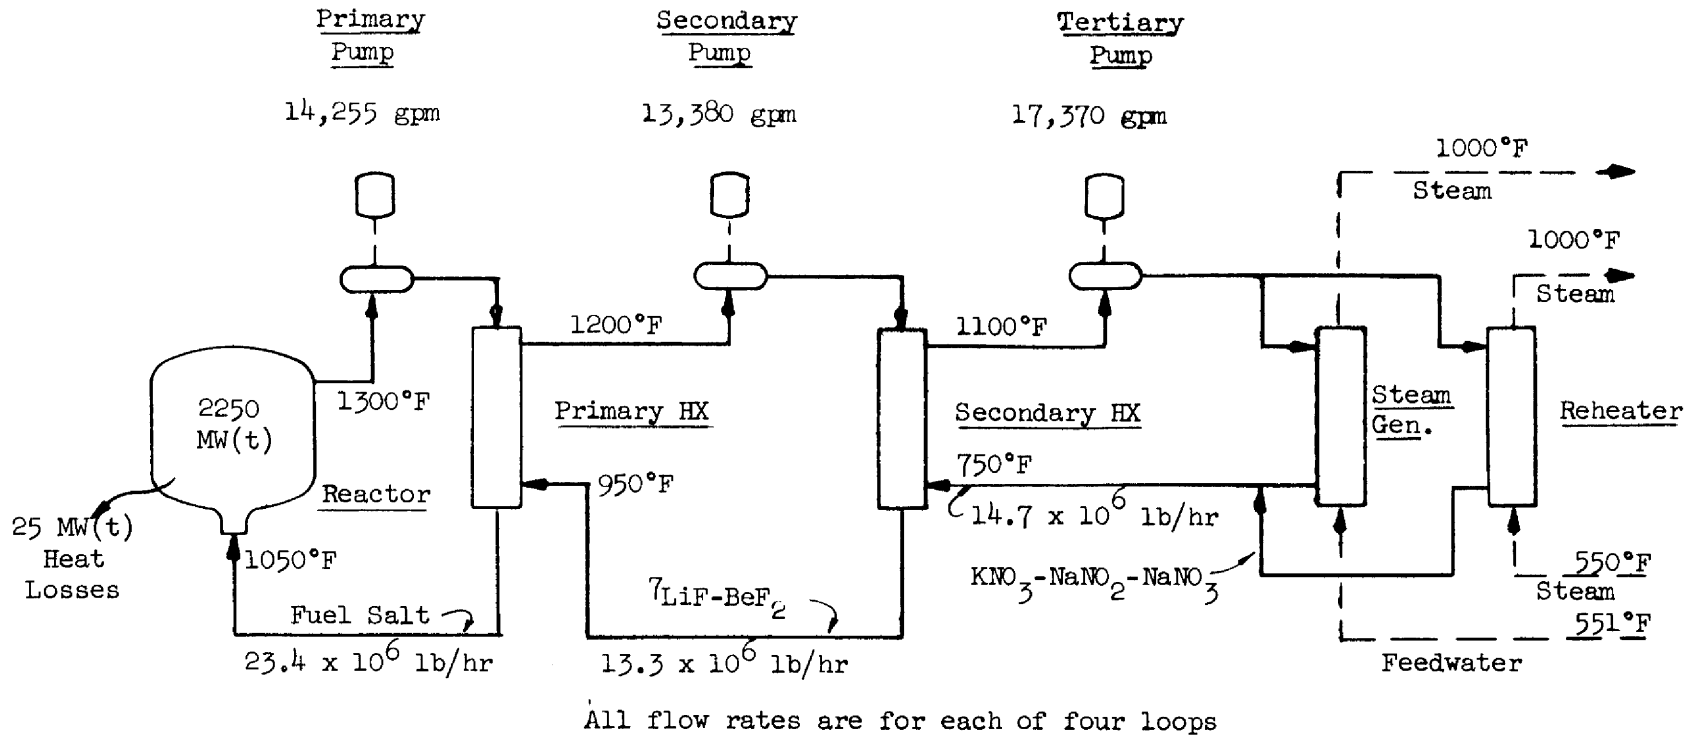 Primary
Pump
14,255 gpm
Secondary
Pump
13,380 gpm
Tertiary
Pump
17,370 gpm
1000°F
Steam
1000°F
Steam
1200°F
1100°F
1300°F
2250
MW(t)
Primary HX
Secondary HX
Steam
Gen.
Reheater
Reactor
950°F
750°F
14.7 x 10⁶ lb/hr
25 MW(t)
Heat
Losses
1050°F
KNO₃-NaNO₂-NaNO₃
550°F
Steam
551°F
Feedwater
Fuel Salt
23.4 x 10⁶ lb/hr
⁷LiF-BeF₂
13.3 x 10⁶ lb/hr
All flow rates are for each of four loops